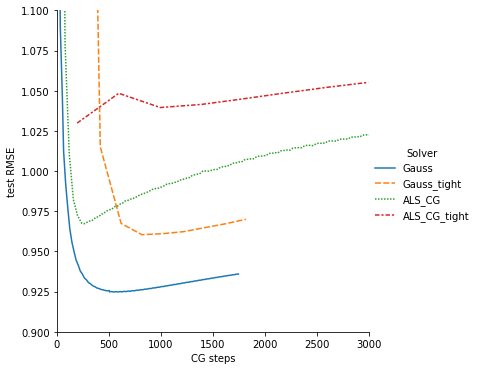 1.100
1.075
1.050
1.025
1.000
0.975
0.950
0.925
0.900
test RMSE
0
500
1000
1500
2000
2500
3000
CG steps
Solver
Gauss
Gauss_tight
ALS_CG
ALS_CG_tight